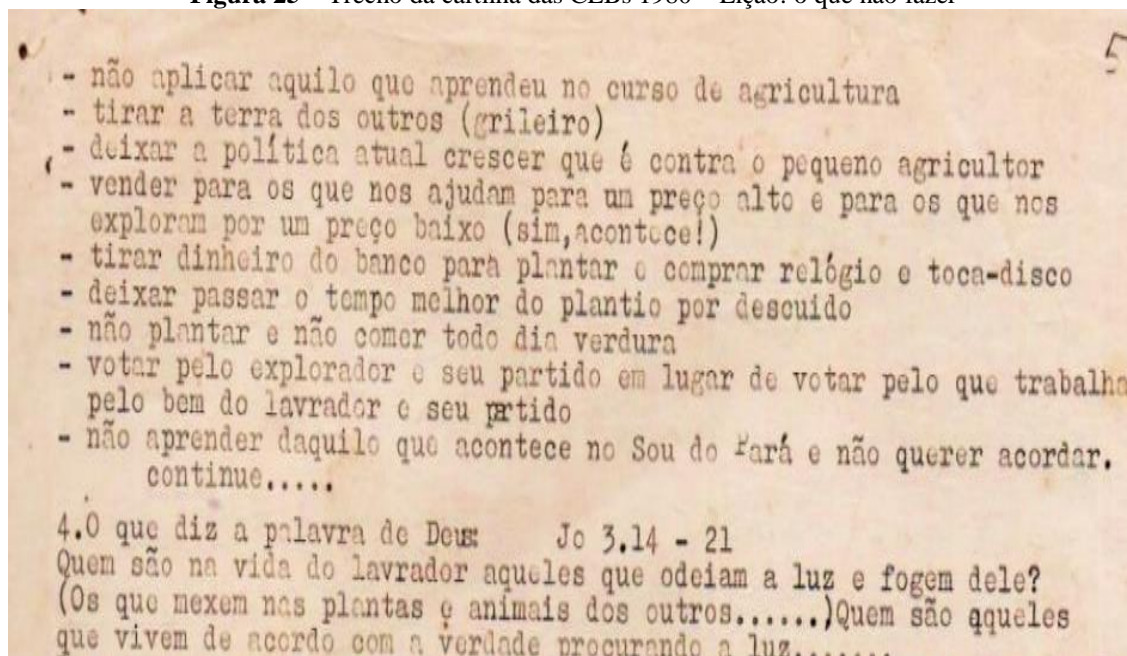 Figura 25 – Trecho da cartilha das CEBs 1980 – Lição: o que não fazer
5
- não aplicar aquilo que aprendeu no curso de agricultura
- tirar a terra dos outros (grileiro)
- deixar a política atual crescer que é contra o pequeno agricultor
- vender para os que nos ajudam para um preço alto e para os que nos
exploram por um preço baixo (sim,acontece!)
- tirar dinheiro do banco para plantar e comprar relógio e toca-disco
- deixar passar o tempo melhor do plantio por descuido
- não plantar e não comer todo dia verdura
- votar pelo explorador e seu partido em lugar de votar pelo que trabalha
pelo bem do lavrador e seu prtido
- não aprender daquilo que acontece no Sou do Pará e não querer acordar.
continue.....
4.O que diz a palavra de Deus: Jo 3.14 - 21
Quem são na vida do lavrador aqueles que odeiam a luz e fogem dele?
(Os que mexem nas plantas e animais dos outros......)Quem são aqueles
que vivem de acordo com a verdade procurando a luz.......